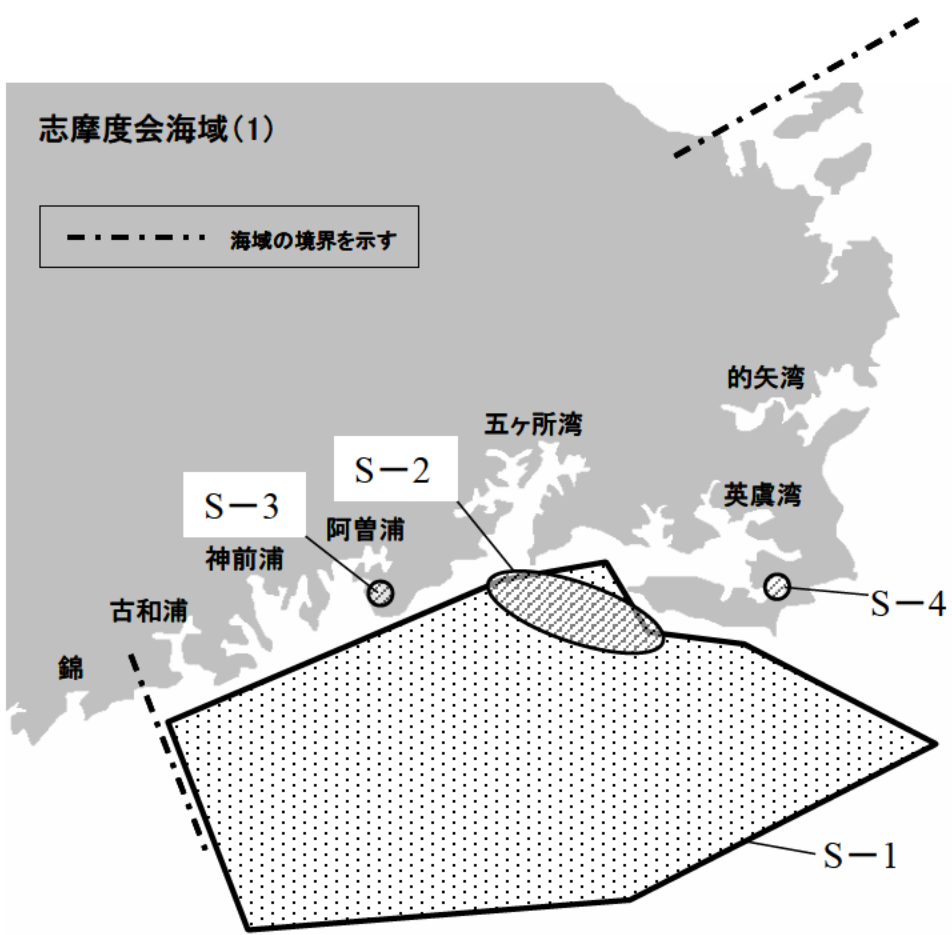 志摩度会海域(1)
海域の境界を示す
的矢湾
五ヶ所湾
S-2
英虞湾
S-3
阿曽浦
神前浦
古和浦
S-4
錦
S-1